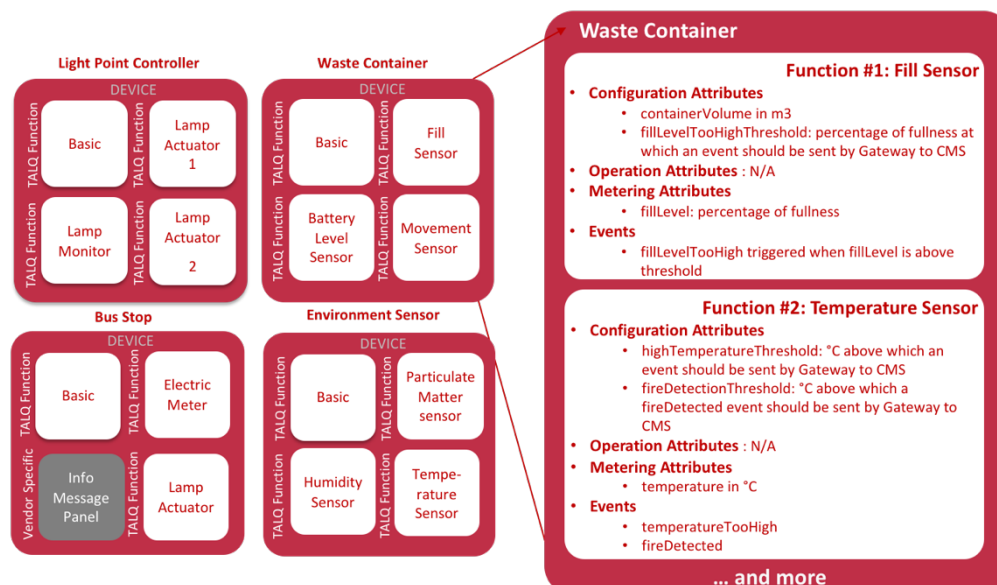 Light Point Controller
DEVICE
TALQ Function
Basic
TALQ Function
Lamp
Actuator
1
TALQ Function
Lamp
Monitor
TALQ Function
Lamp
Actuator
2
Waste Container
DEVICE
TALQ Function
Basic
TALQ Function
Fill
Sensor
TALQ Function
Battery
Level
Sensor
TALQ Function
Movement
Sensor
Bus Stop
DEVICE
TALQ Function
Basic
TALQ Function
Electric
Meter
Vendor Specific
Info
Message
Panel
TALQ Function
Lamp
Actuator
Environment Sensor
DEVICE
TALQ Function
Basic
TALQ Function
Particulate
Matter
sensor
TALQ Function
Humidity
Sensor
TALQ Function
Tempe-
rature
Sensor
Waste Container
Function #1: Fill Sensor
• Configuration Attributes
• containerVolume in m3
• fillLevelTooHighThreshold: percentage of fullness at
which an event should be sent by Gateway to CMS
• Operation Attributes : N/A
• Metering Attributes
• fillLevel: percentage of fullness
• Events
• fillLevelTooHigh triggered when fillLevel is above
threshold
Function #2: Temperature Sensor
• Configuration Attributes
• highTemperatureThreshold: °C above which an
event should be sent by Gateway to CMS
• fireDetectionThreshold: °C above which a
fireDetected event should be sent by Gateway to
CMS
• Operation Attributes : N/A
• Metering Attributes
• temperature in °C
• Events
• temperatureTooHigh
• fireDetected
... and more